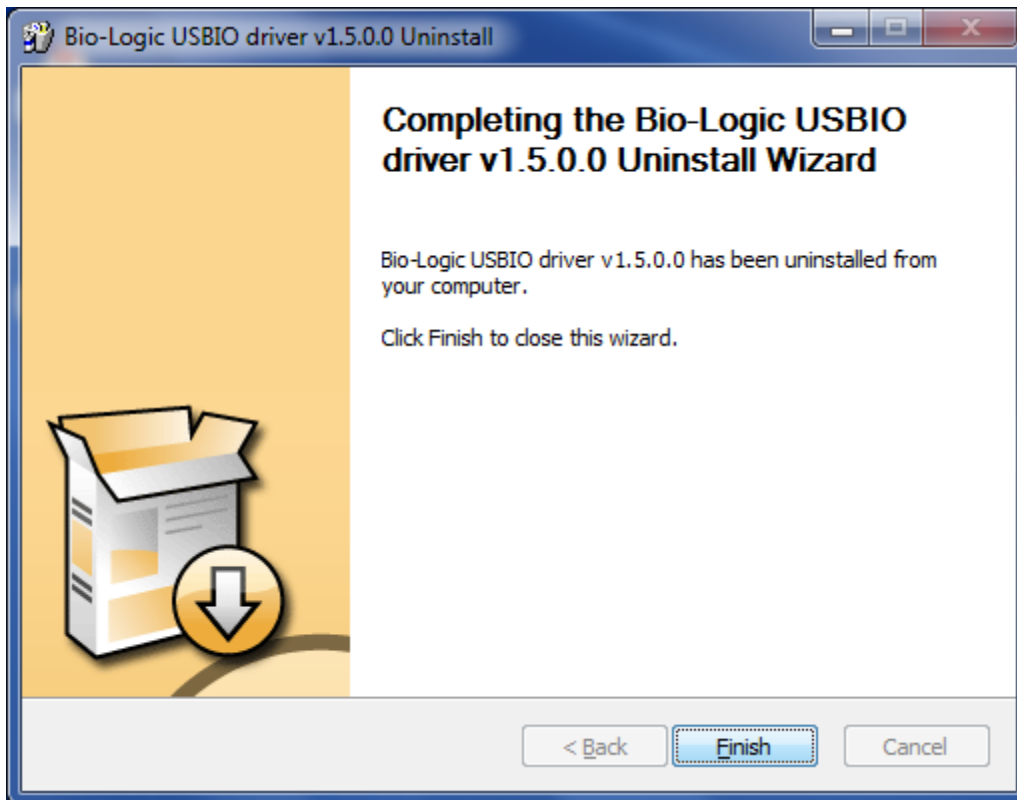 Bio-Logic USBIO driver v1.5.0.0 Uninstall
Completing the Bio-Logic USBIO
driver v1.5.0.0 Uninstall Wizard
Bio-Logic USBIO driver v1.5.0.0 has been uninstalled from
your computer.
Click Finish to close this wizard.
< Back
Finish
Cancel